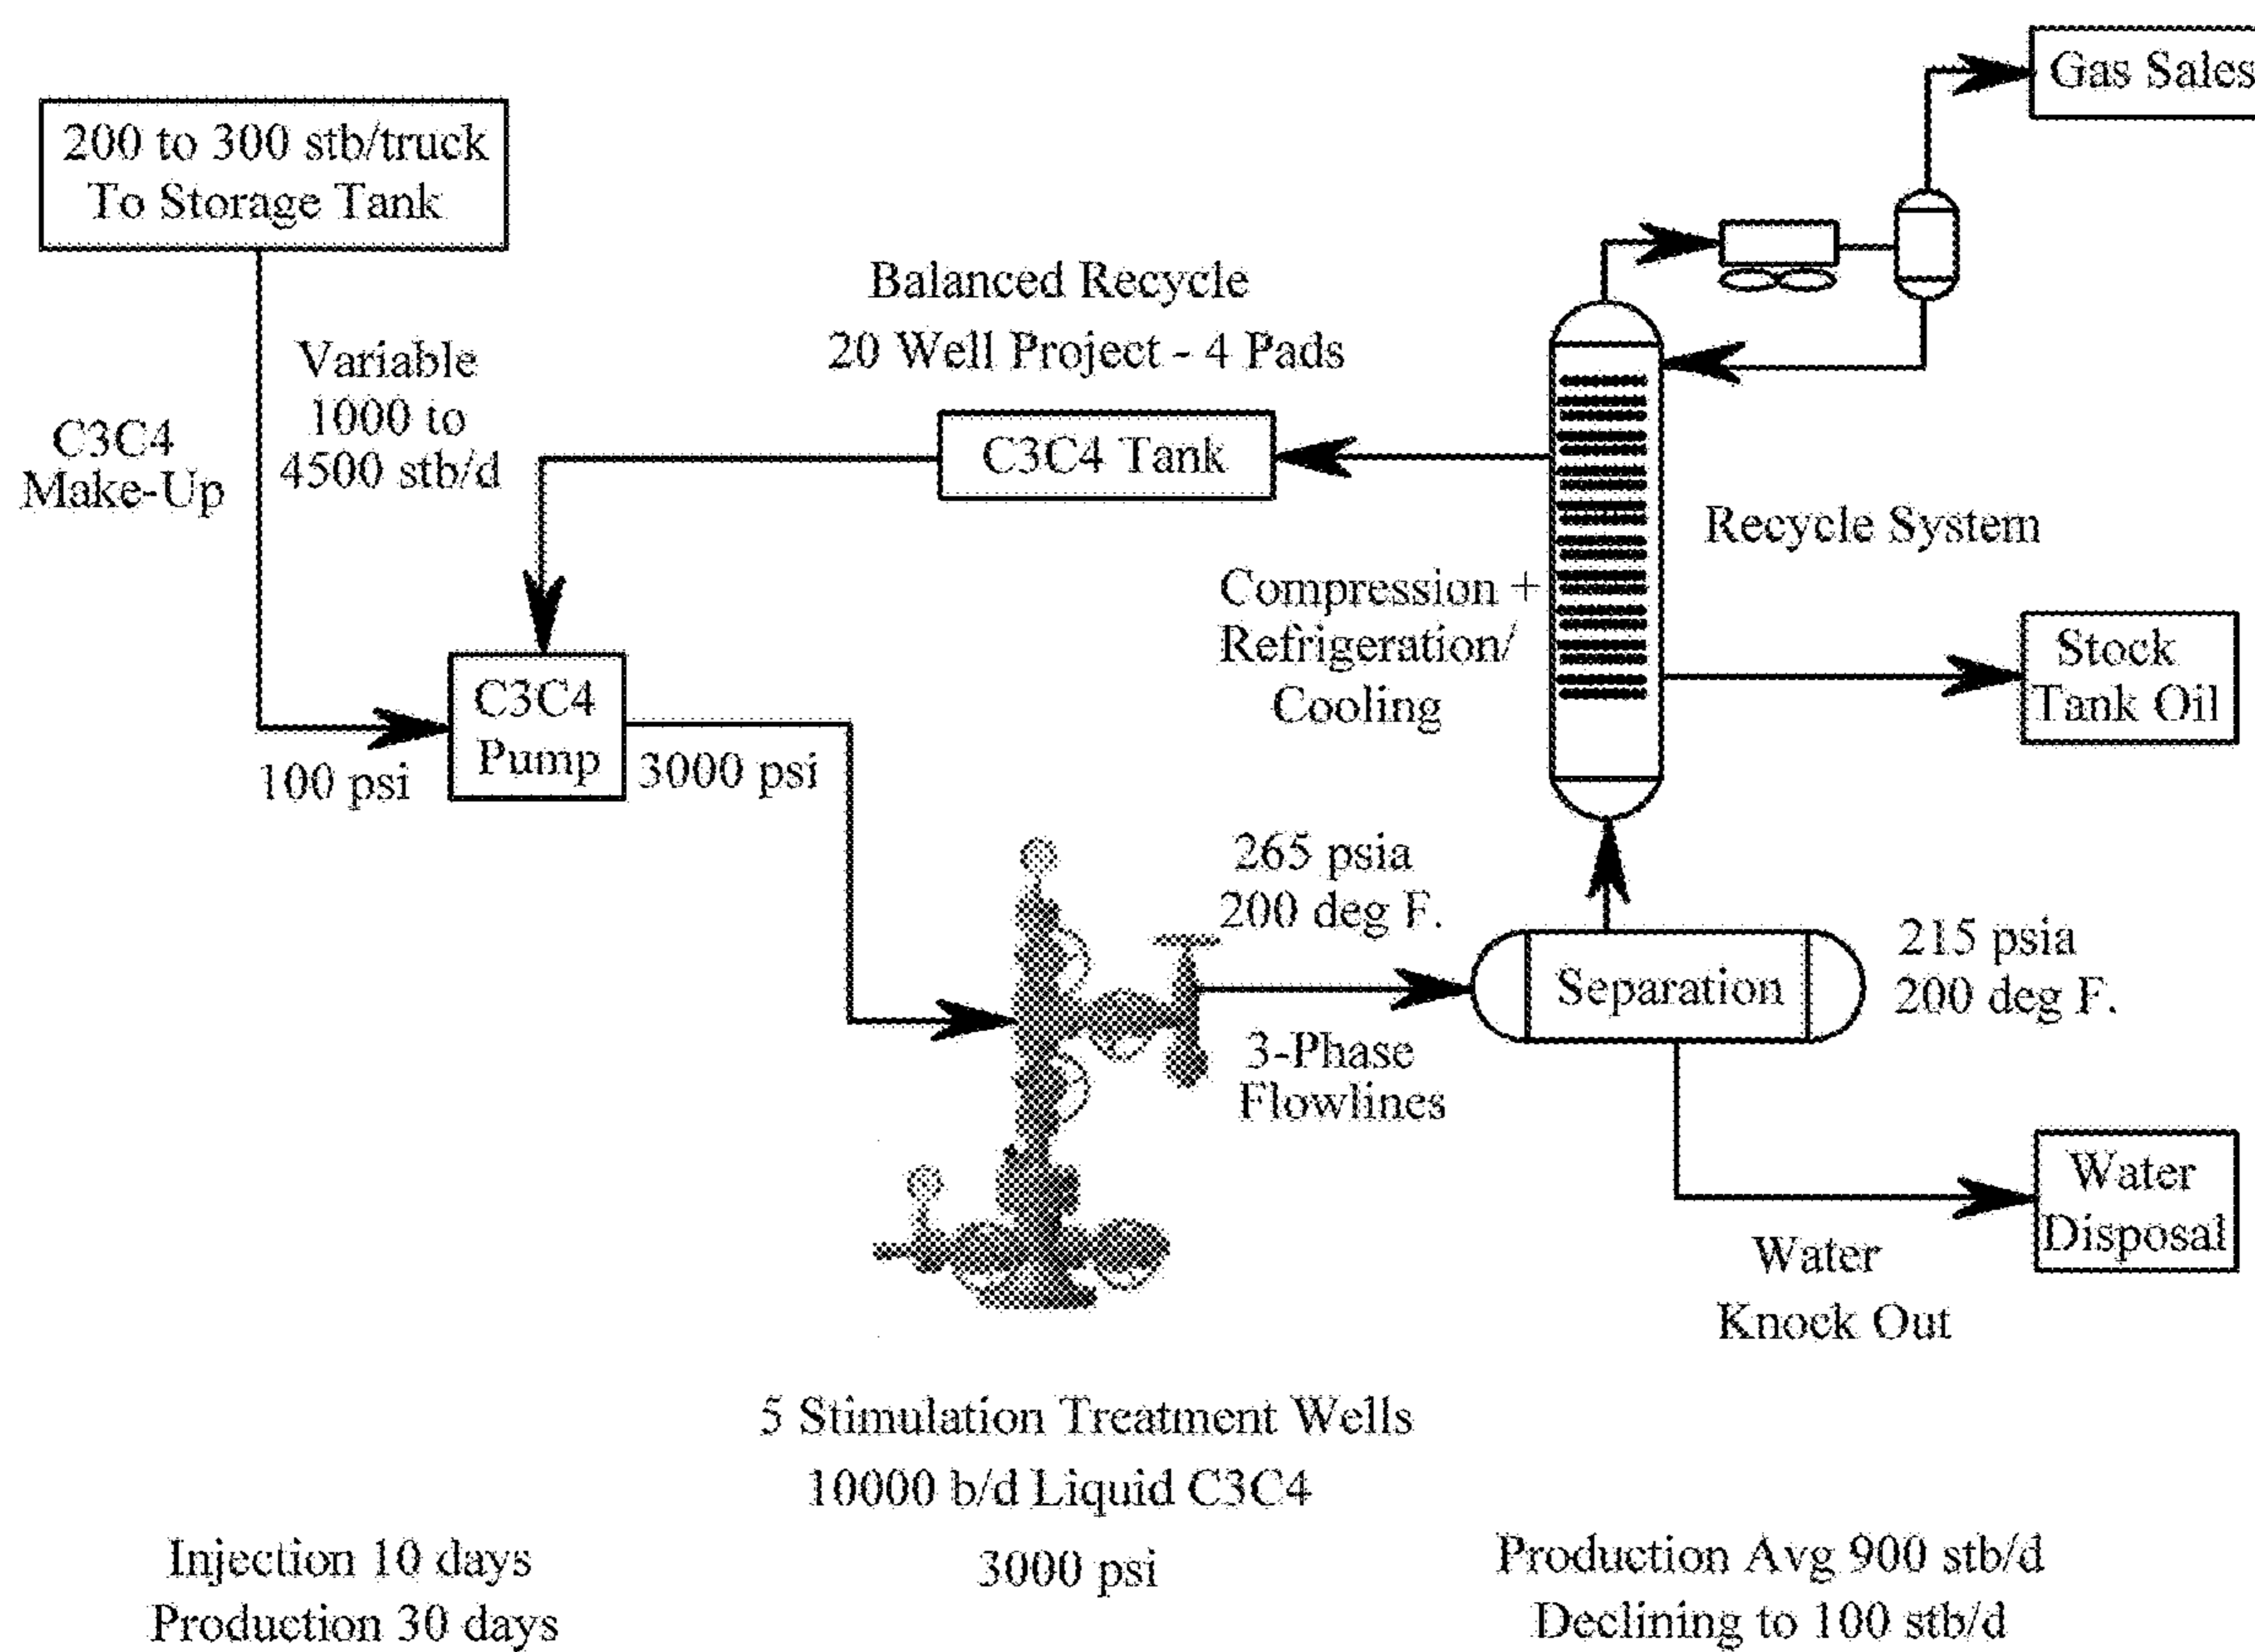 Gas Sales
200 to 300 stb/truck
To Storage Tank
Balanced Recycle
20 Well Project - 4 Pads
Variable
1000 to
4500 stb/d
C3C4
Make-Up
C3C4 Tank
Recycle System
Compression +
Refrigeration/
Cooling
Stock
Tank Oil
C3C4
Pump
100 psi
3000 psi
265 psia
200 deg F.
Separation
215 psia
200 deg F.
3-Phase
Flowlines
Water
Disposal
Water
Knock Out
5 Stimulation Treatment Wells
10000 b/d Liquid C3C4
3000 psi
Injection 10 days
Production 30 days
Production Avg 900 stb/d
Declining to 100 stb/d